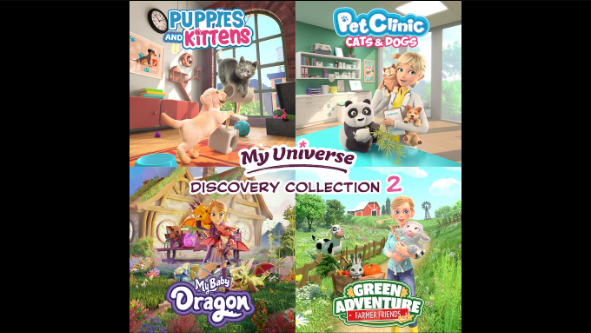 PUPPIES
AND KITTENS
Pet Clinic
CATS & DOGS
My Universe
DISCOVERY COLLECTION 2
My Baby
Dragon
GREEN
ADVENTURE
FARMER FRIENDS